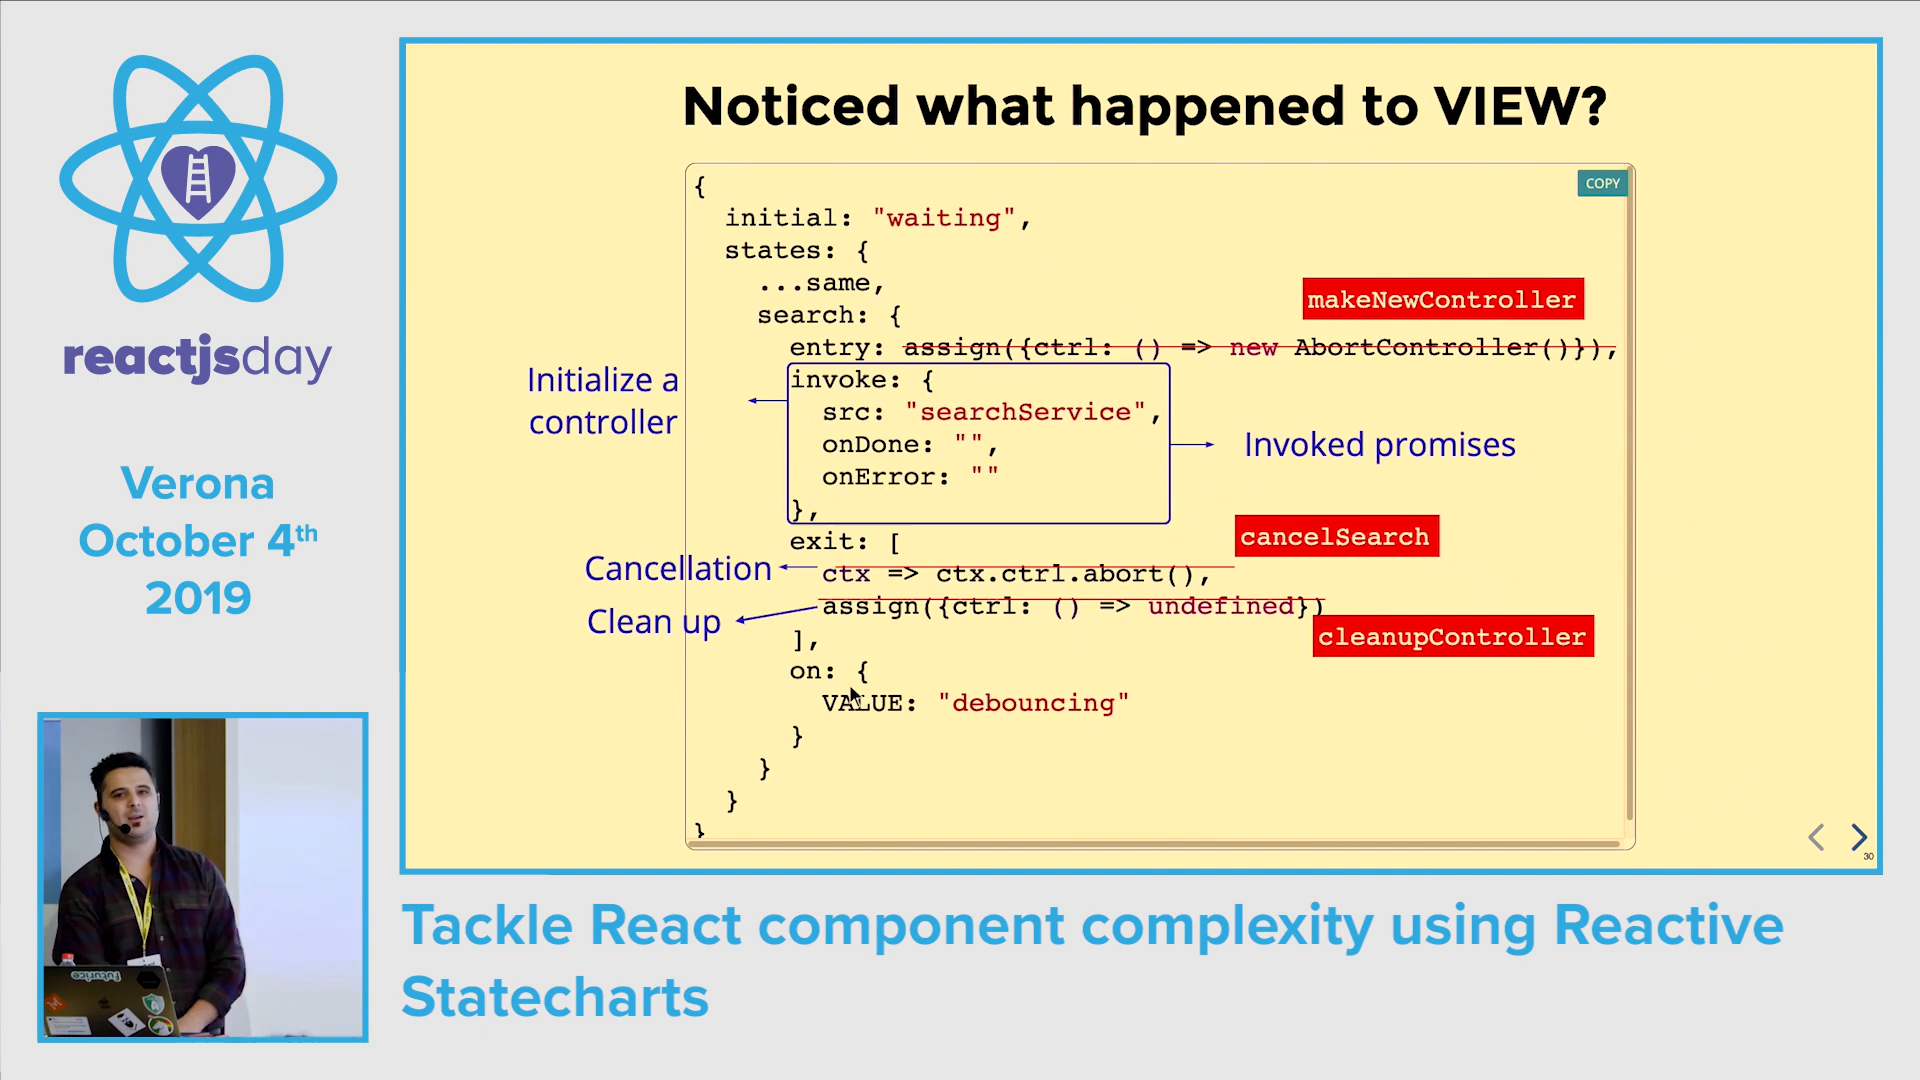 reactjsday
Verona
October 4th
2019
Noticed what happened to VIEW?
COPY
{
initial: "waiting",
states: {
...same,
search: {
makeNewController
entry: assign({ctrl: () => new AbortController()}),
Initialize a
controller
invoke: {
src: "searchService",
onDone: "",
onError: ""
},
Invoked promises
exit: [
cancelSearch
Cancellation
ctx => ctx.ctrl.abort(),
Clean up
assign({ctrl: () => undefined})
cleanupController
],
on: {
VALUE: "debouncing"
}
}
}
}
30
futurice
Tackle React component complexity using Reactive
Statecharts